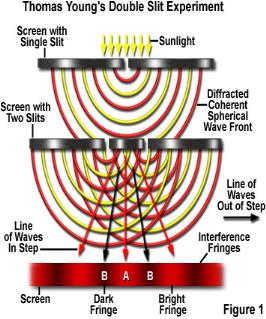 Thomas Young's Double Slit Experiment
Screen with
Single Slit
Sunlight
Screen with
Two Slits
Diffracted
Coherent
Spherical
Wave Front
Line of
Waves
Out of Step
Line
of Waves
In Step
Interference
Fringes
B A B
Screen
Dark
Fringe
Bright
Fringe
Figure 1